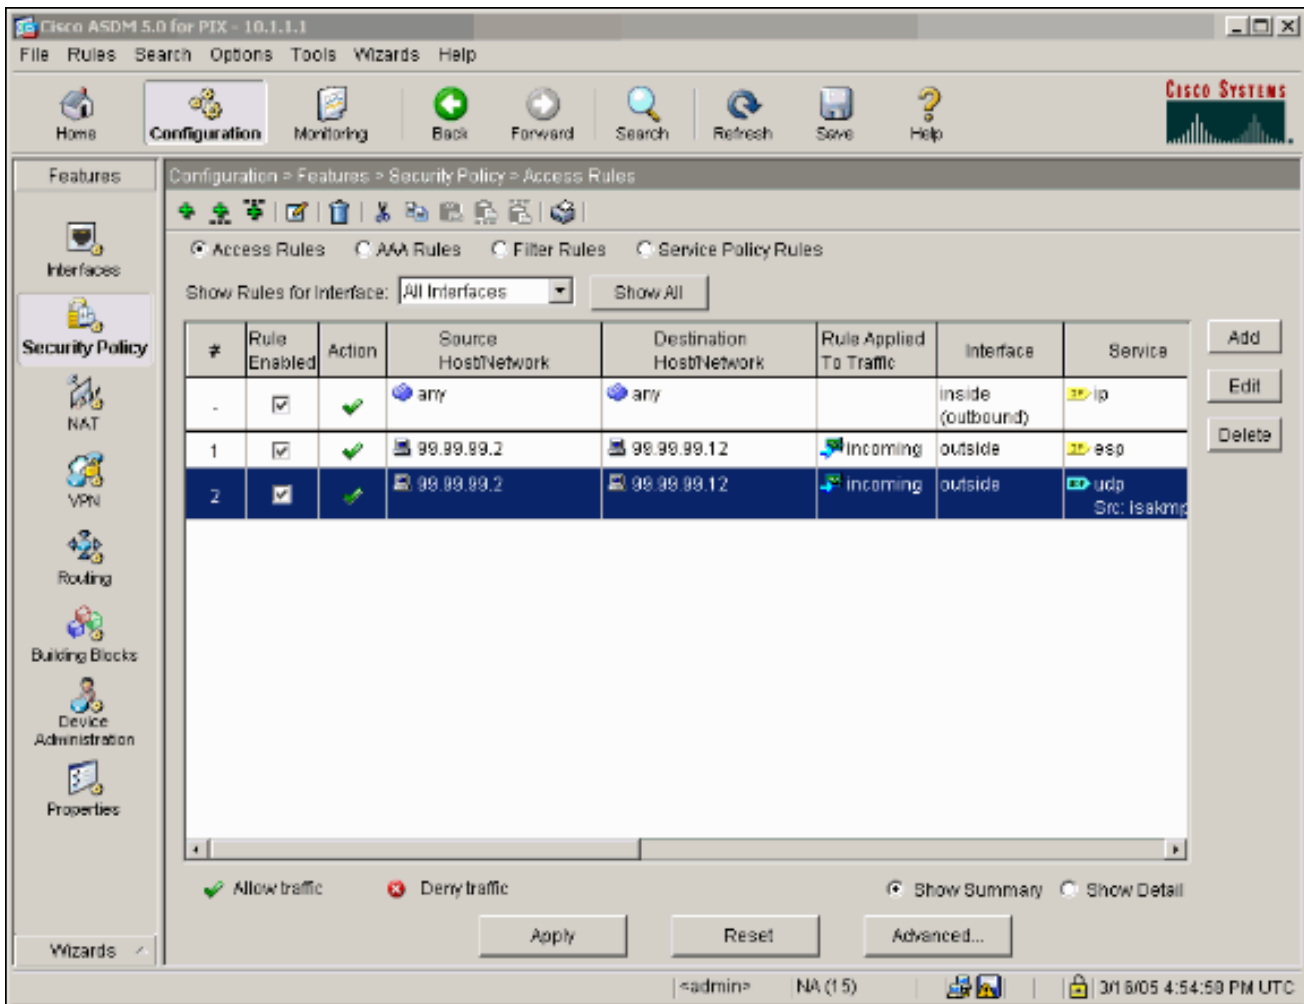 Cisco ASDM 5.0 for PIX - 10.1.1.1
File Rules Search Options Tools Wizards Help
Home Configuration Monitoring Back Forward Search Refresh Save Help
CISCO SYSTEMS
Features
Configuration > Features > Security Policy > Access Rules
Access Rules AAA Rules Filter Rules Service Policy Rules
Show Rules for Interface: All Interfaces Show All
# Rule Enabled Action Source Host/Network Destination Host/Network Rule Applied To Traffic Interface Service
- any any inside (outbound) ip
1 99.99.99.2 99.99.99.12 incoming outside esp
2 99.99.99.2 99.99.99.12 incoming outside udp
Src: isakmp
Add
Edit
Delete
Interfaces
Security Policy
NAT
VPN
Routing
Building Blocks
Device
Administration
Properties
Wizards
Allow traffic Deny traffic Show Summary Show Detail
Apply Reset Advanced...
<admin> NA (15) 3/16/05 4:54:58 PM UTC